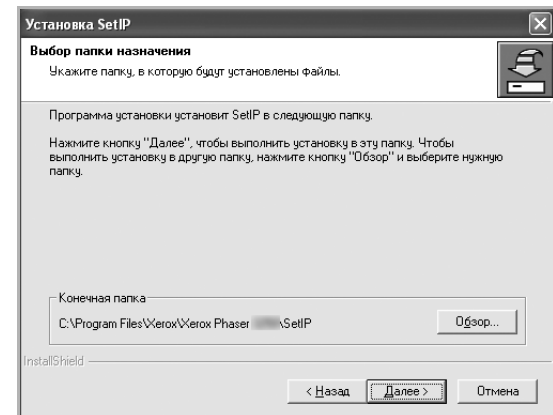 Установка SetIP
Выбор папки назначения
Укажите папку, в которую будут установлены файлы.
Программа установки установит SetIP в следующую папку.
Нажмите кнопку "Далее", чтобы выполнить установку в эту папку. Чтобы
выполнить установку в другую папку, нажмите кнопку "Обзор" и выберите нужную
папку.
Конечная папка
C:\Program Files\Xerox\Xerox Phaser \SetIP
Обзор...
InstallShield
< Назад
Далее >
Отмена